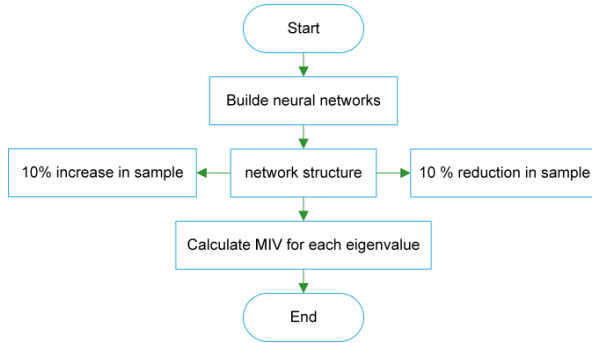 Start
Builde neural networks
10% increase in sample
network structure
10 % reduction in sample
Calculate MIV for each eigenvalue
End